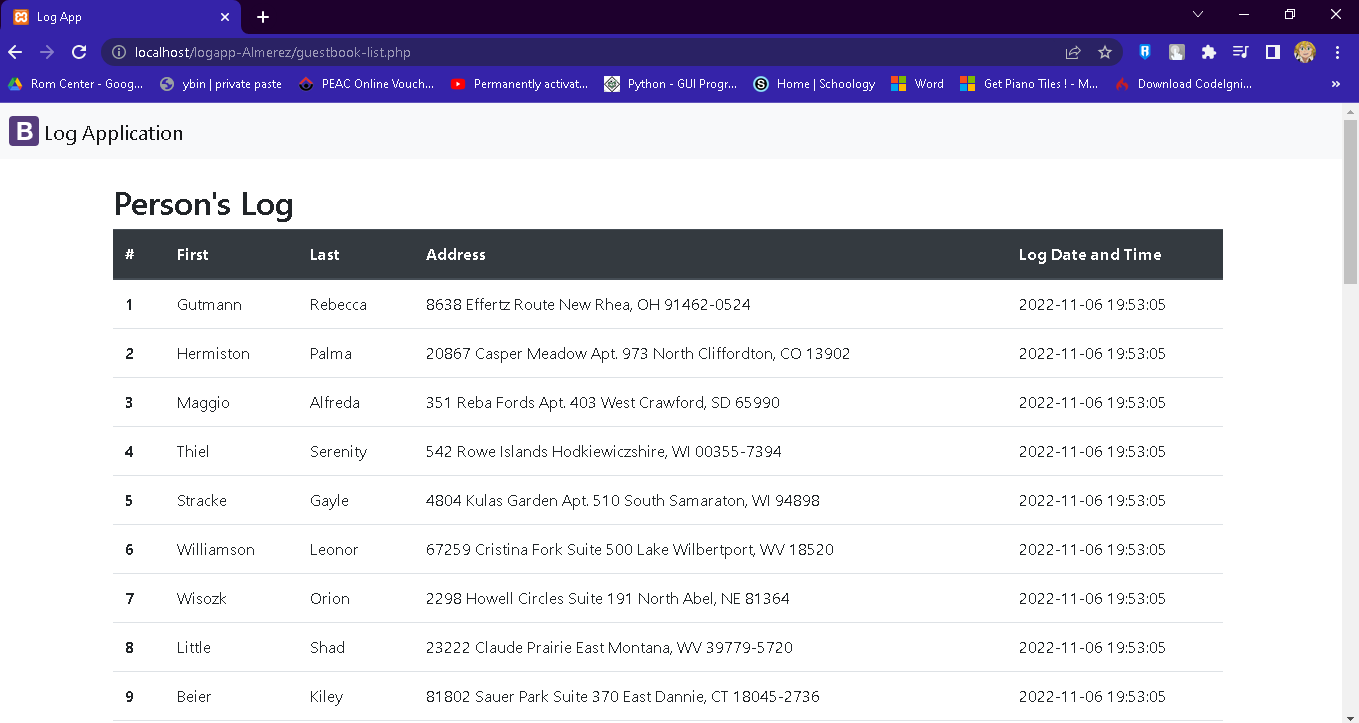 Log App
localhost/logapp-Almerez/guestbook-list.php
Rom Center - Goog... ybin | private paste PEAC Online Vouch... Permanently activat... Python - GUI Progr... Home | Schoology Word Get Piano Tiles ! - M... Download CodeIgni... »
B Log Application
Person's Log
# First Last Address Log Date and Time
1 Gutmann Rebecca 8638 Effertz Route New Rhea, OH 91462-0524 2022-11-06 19:53:05
2 Hermiston Palma 20867 Casper Meadow Apt. 973 North Cliffordton, CO 13902 2022-11-06 19:53:05
3 Maggio Alfreda 351 Reba Fords Apt. 403 West Crawford, SD 65990 2022-11-06 19:53:05
4 Thiel Serenity 542 Rowe Islands Hodkiewiczshire, WI 00355-7394 2022-11-06 19:53:05
5 Stracke Gayle 4804 Kulas Garden Apt. 510 South Samaraton, WI 94898 2022-11-06 19:53:05
6 Williamson Leonor 67259 Cristina Fork Suite 500 Lake Wilbertport, WV 18520 2022-11-06 19:53:05
7 Wisozk Orion 2298 Howell Circles Suite 191 North Abel, NE 81364 2022-11-06 19:53:05
8 Little Shad 23222 Claude Prairie East Montana, WV 39779-5720 2022-11-06 19:53:05
9 Beier Kiley 81802 Sauer Park Suite 370 East Dannie, CT 18045-2736 2022-11-06 19:53:05